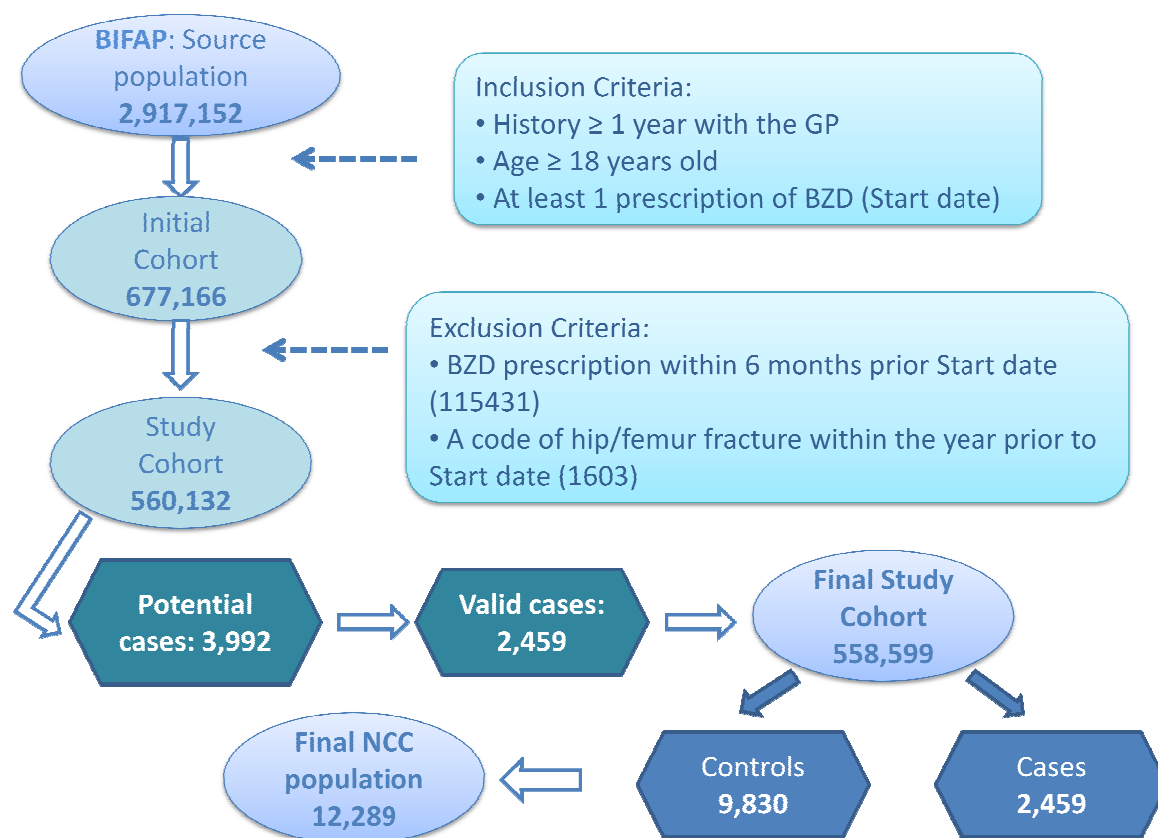 BIFAP: Source
population
2,917,152
Inclusion Criteria:
• History ≥ 1 year with the GP
• Age ≥ 18 years old
• At least 1 prescription of BZD (Start date)
Initial
Cohort
677,166
Exclusion Criteria:
• BZD prescription within 6 months prior Start date
(115431)
• A code of hip/femur fracture within the year prior to
Start date (1603)
Study
Cohort
560,132
Potential
cases: 3,992
Valid cases:
2,459
Final Study
Cohort
558,599
Controls
9,830
Cases
2,459
Final NCC
population
12,289